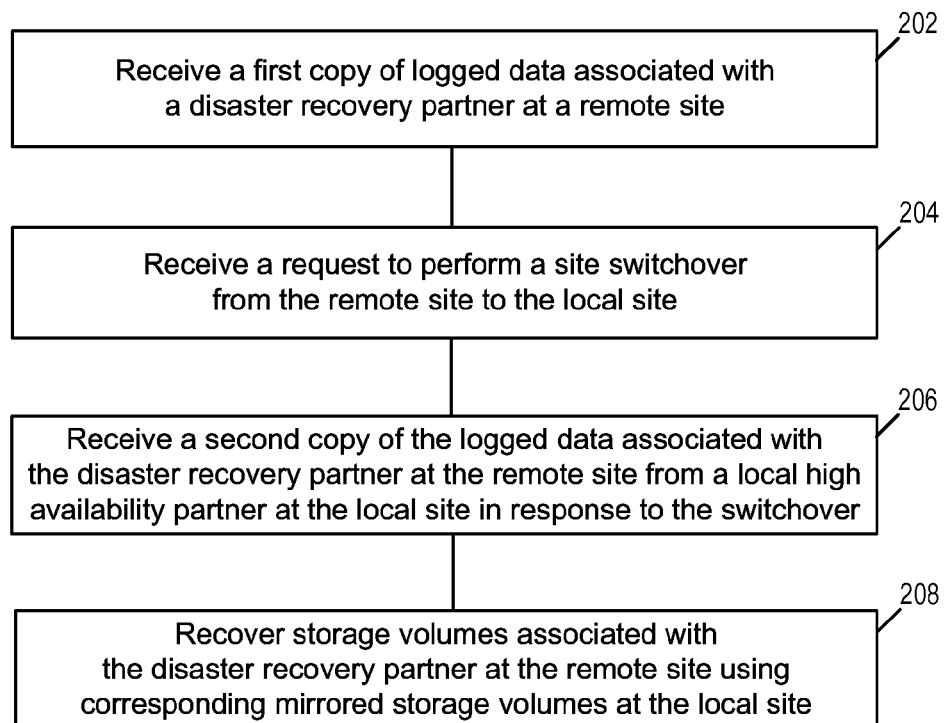 202
Receive a first copy of logged data associated with
a disaster recovery partner at a remote site
204
Receive a request to perform a site switchover
from the remote site to the local site
206
Receive a second copy of the logged data associated with
the disaster recovery partner at the remote site from a local high
availability partner at the local site in response to the switchover
208
Recover storage volumes associated with
the disaster recovery partner at the remote site using
corresponding mirrored storage volumes at the local site